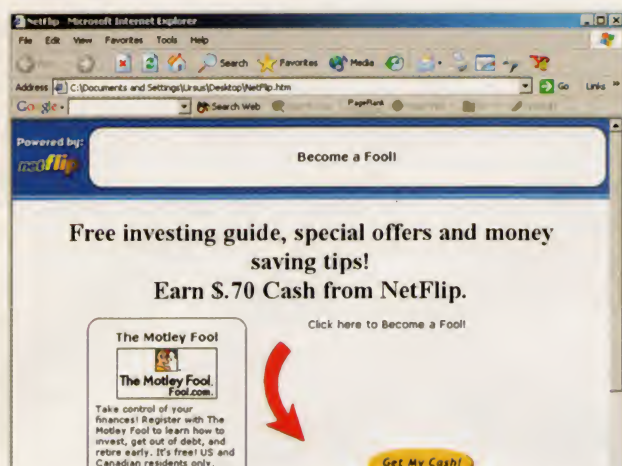 NetFlip - Microsoft Internet Explorer
File Edit View Favorites Tools Help
Search Favorites Media
Address C:\Documents and Settings\Ursus\Desktop\NetFlip.htm Go Links »
Google Search Web PageRank
Powered by:
netflip
Become a Fool!
Free investing guide, special offers and money
saving tips!
Earn $.70 Cash from NetFlip.
Click here to Become a Fool!
The Motley Fool
The Motley Fool.
Fool.com.
Take control of your
finances! Register with The
Motley Fool to learn how to
invest, get out of debt, and
retire early. It's free! US and
Canadian residents only.
Get My Cash!